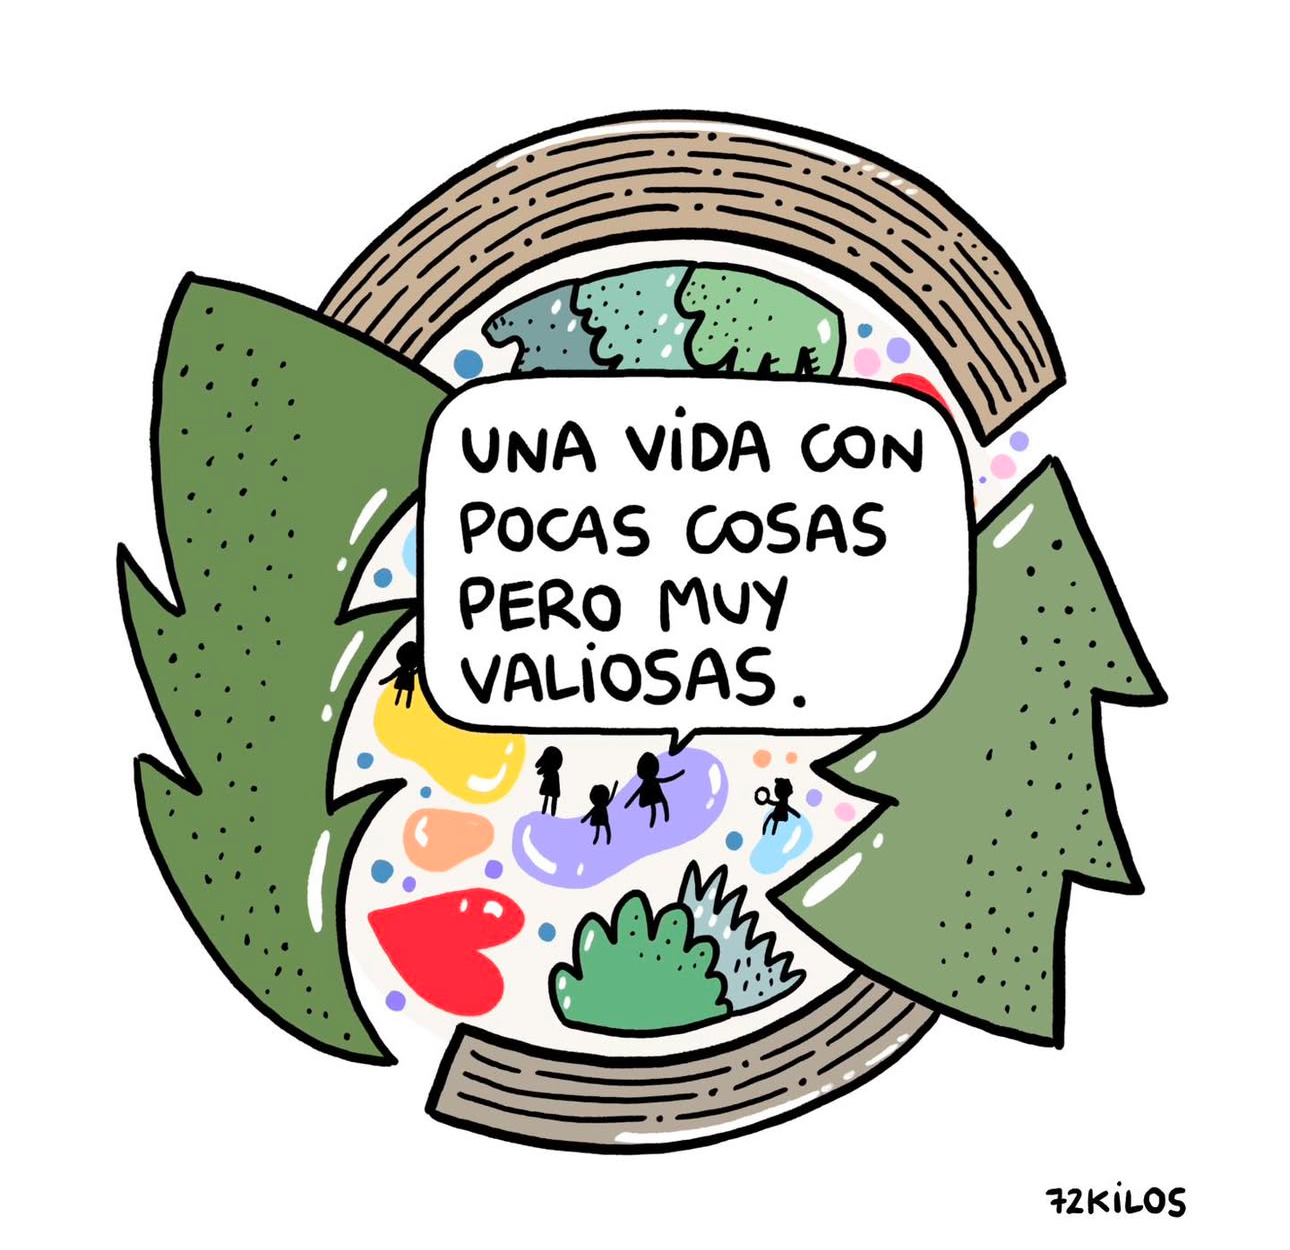 UNA ViDA CON
POCAS COSAS
PERO MUY
VALiOSAS.
72KiLOS